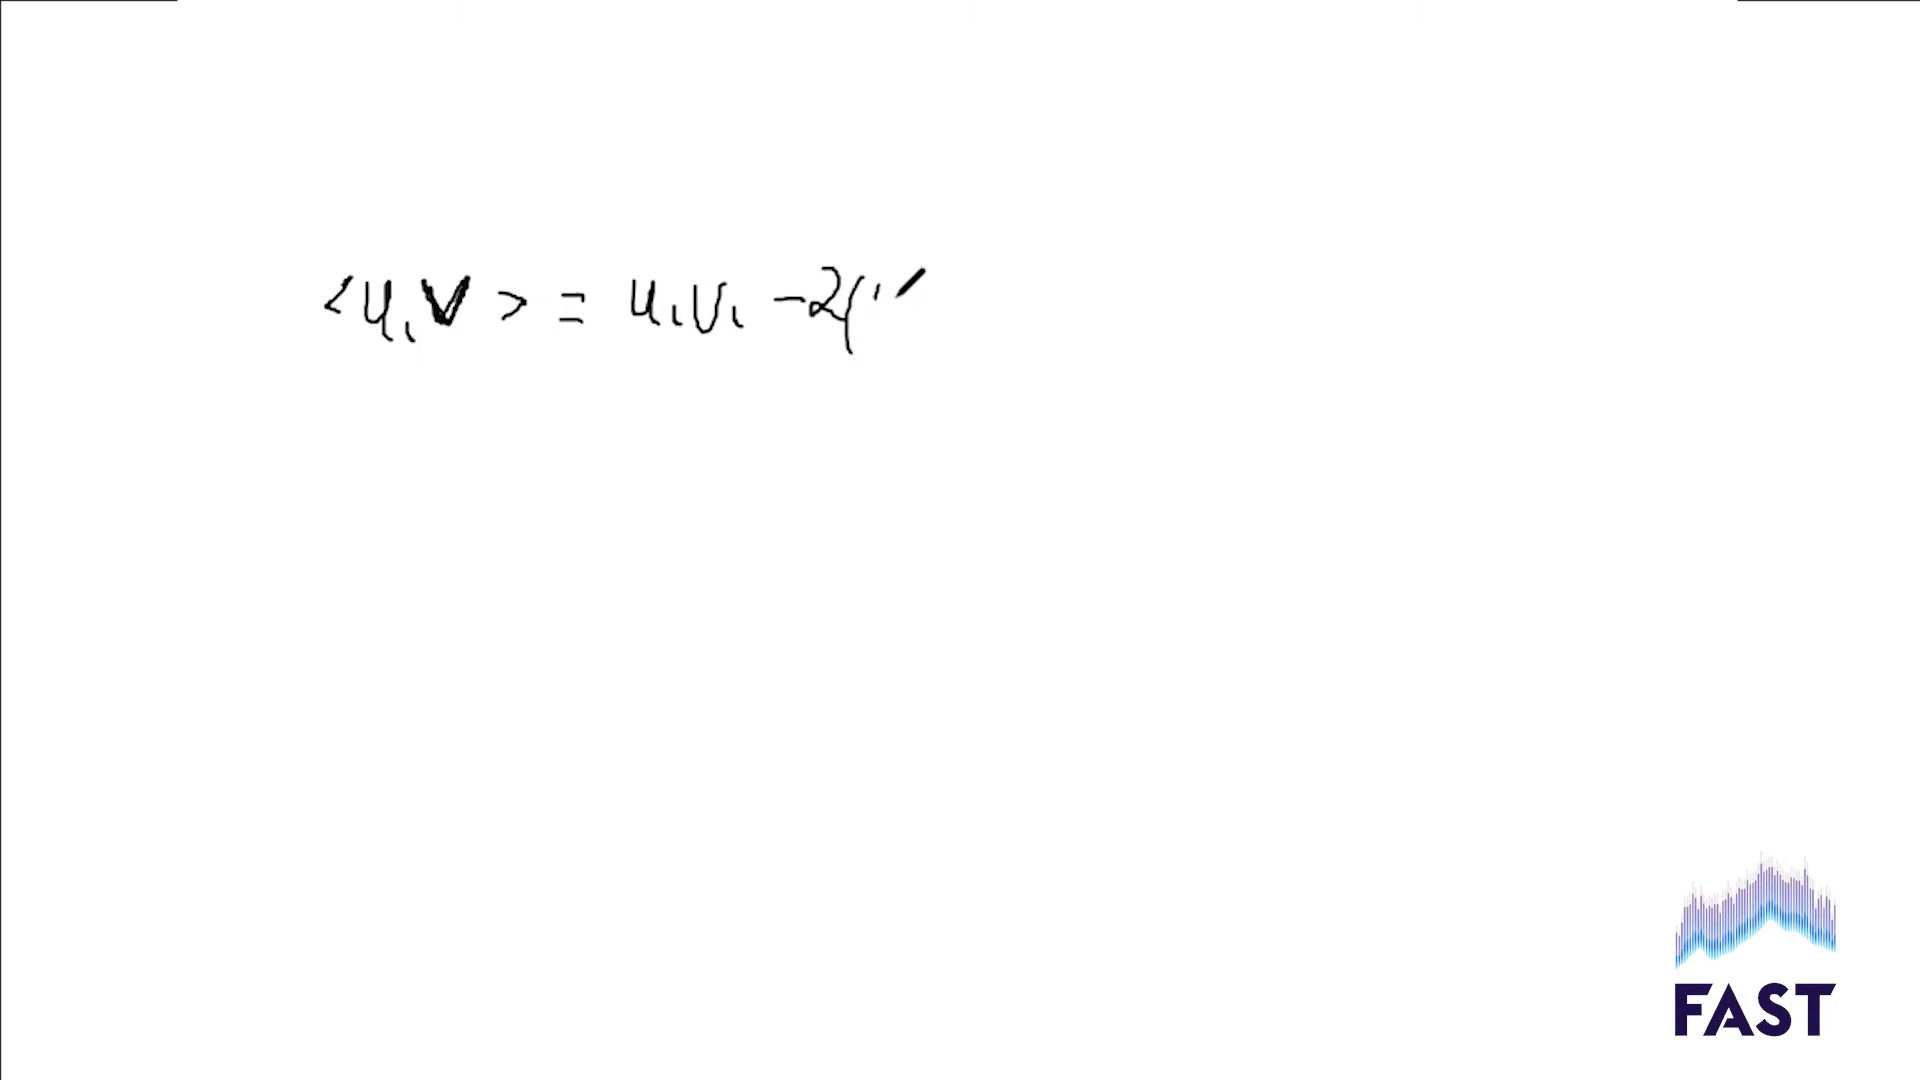 <u, v> = u₁v₁ - 2(
FAST